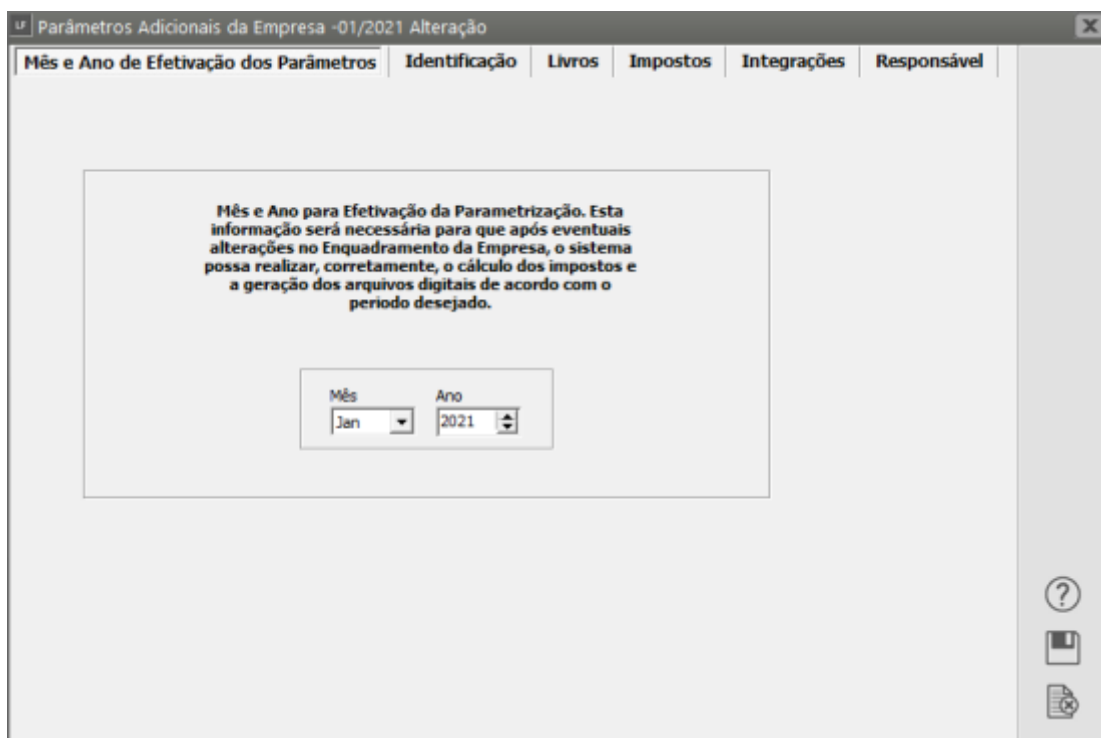 LF Parâmetros Adicionais da Empresa -01/2021 Alteração
Mês e Ano de Efetivação dos Parâmetros Identificação Livros Impostos Integrações Responsável
Mês e Ano para Efetivação da Parametrização. Esta
informação será necessária para que após eventuais
alterações no Enquadramento da Empresa, o sistema
possa realizar, corretamente, o cálculo dos impostos e
a geração dos arquivos digitais de acordo com o
periodo desejado.
Mês Ano
Jan 2021